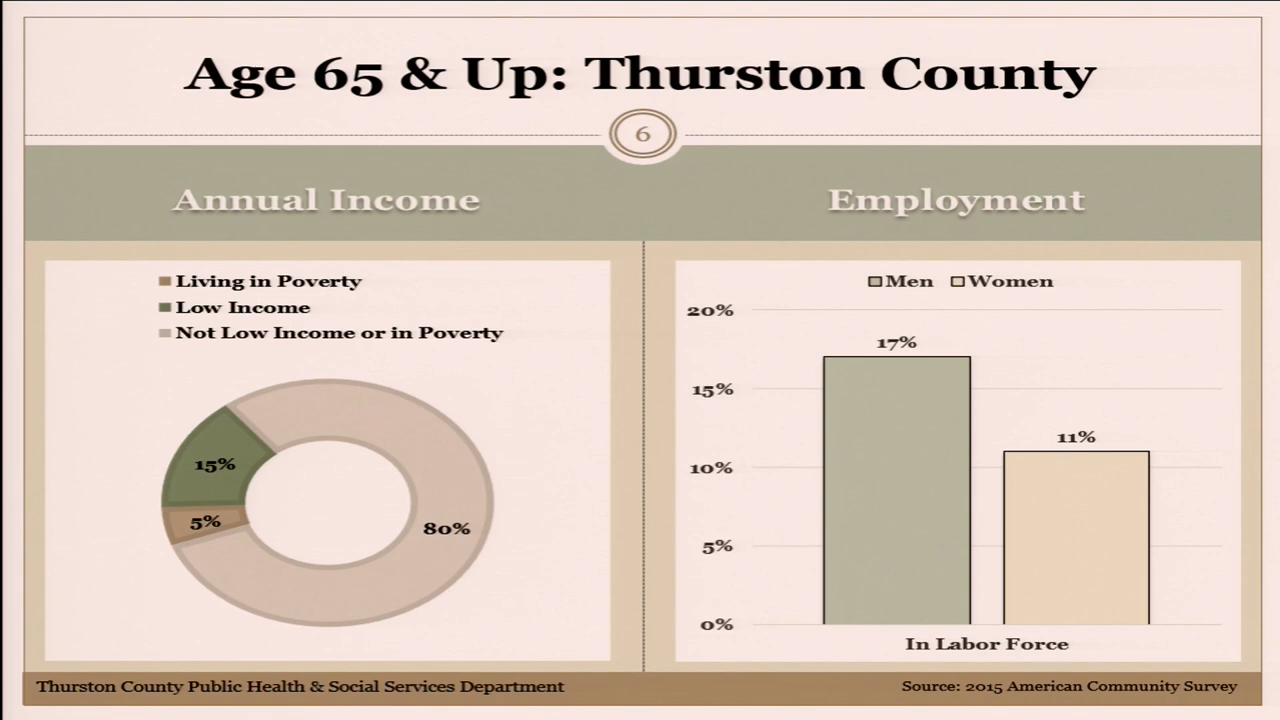 Age 65 & Up: Thurston County
6
Annual Income
Employment
Living in Poverty
Low Income
Not Low Income or in Poverty
15%
5%
80%
Men Women
20%
17%
15%
11%
10%
5%
0%
In Labor Force
Thurston County Public Health & Social Services Department
Source: 2015 American Community Survey